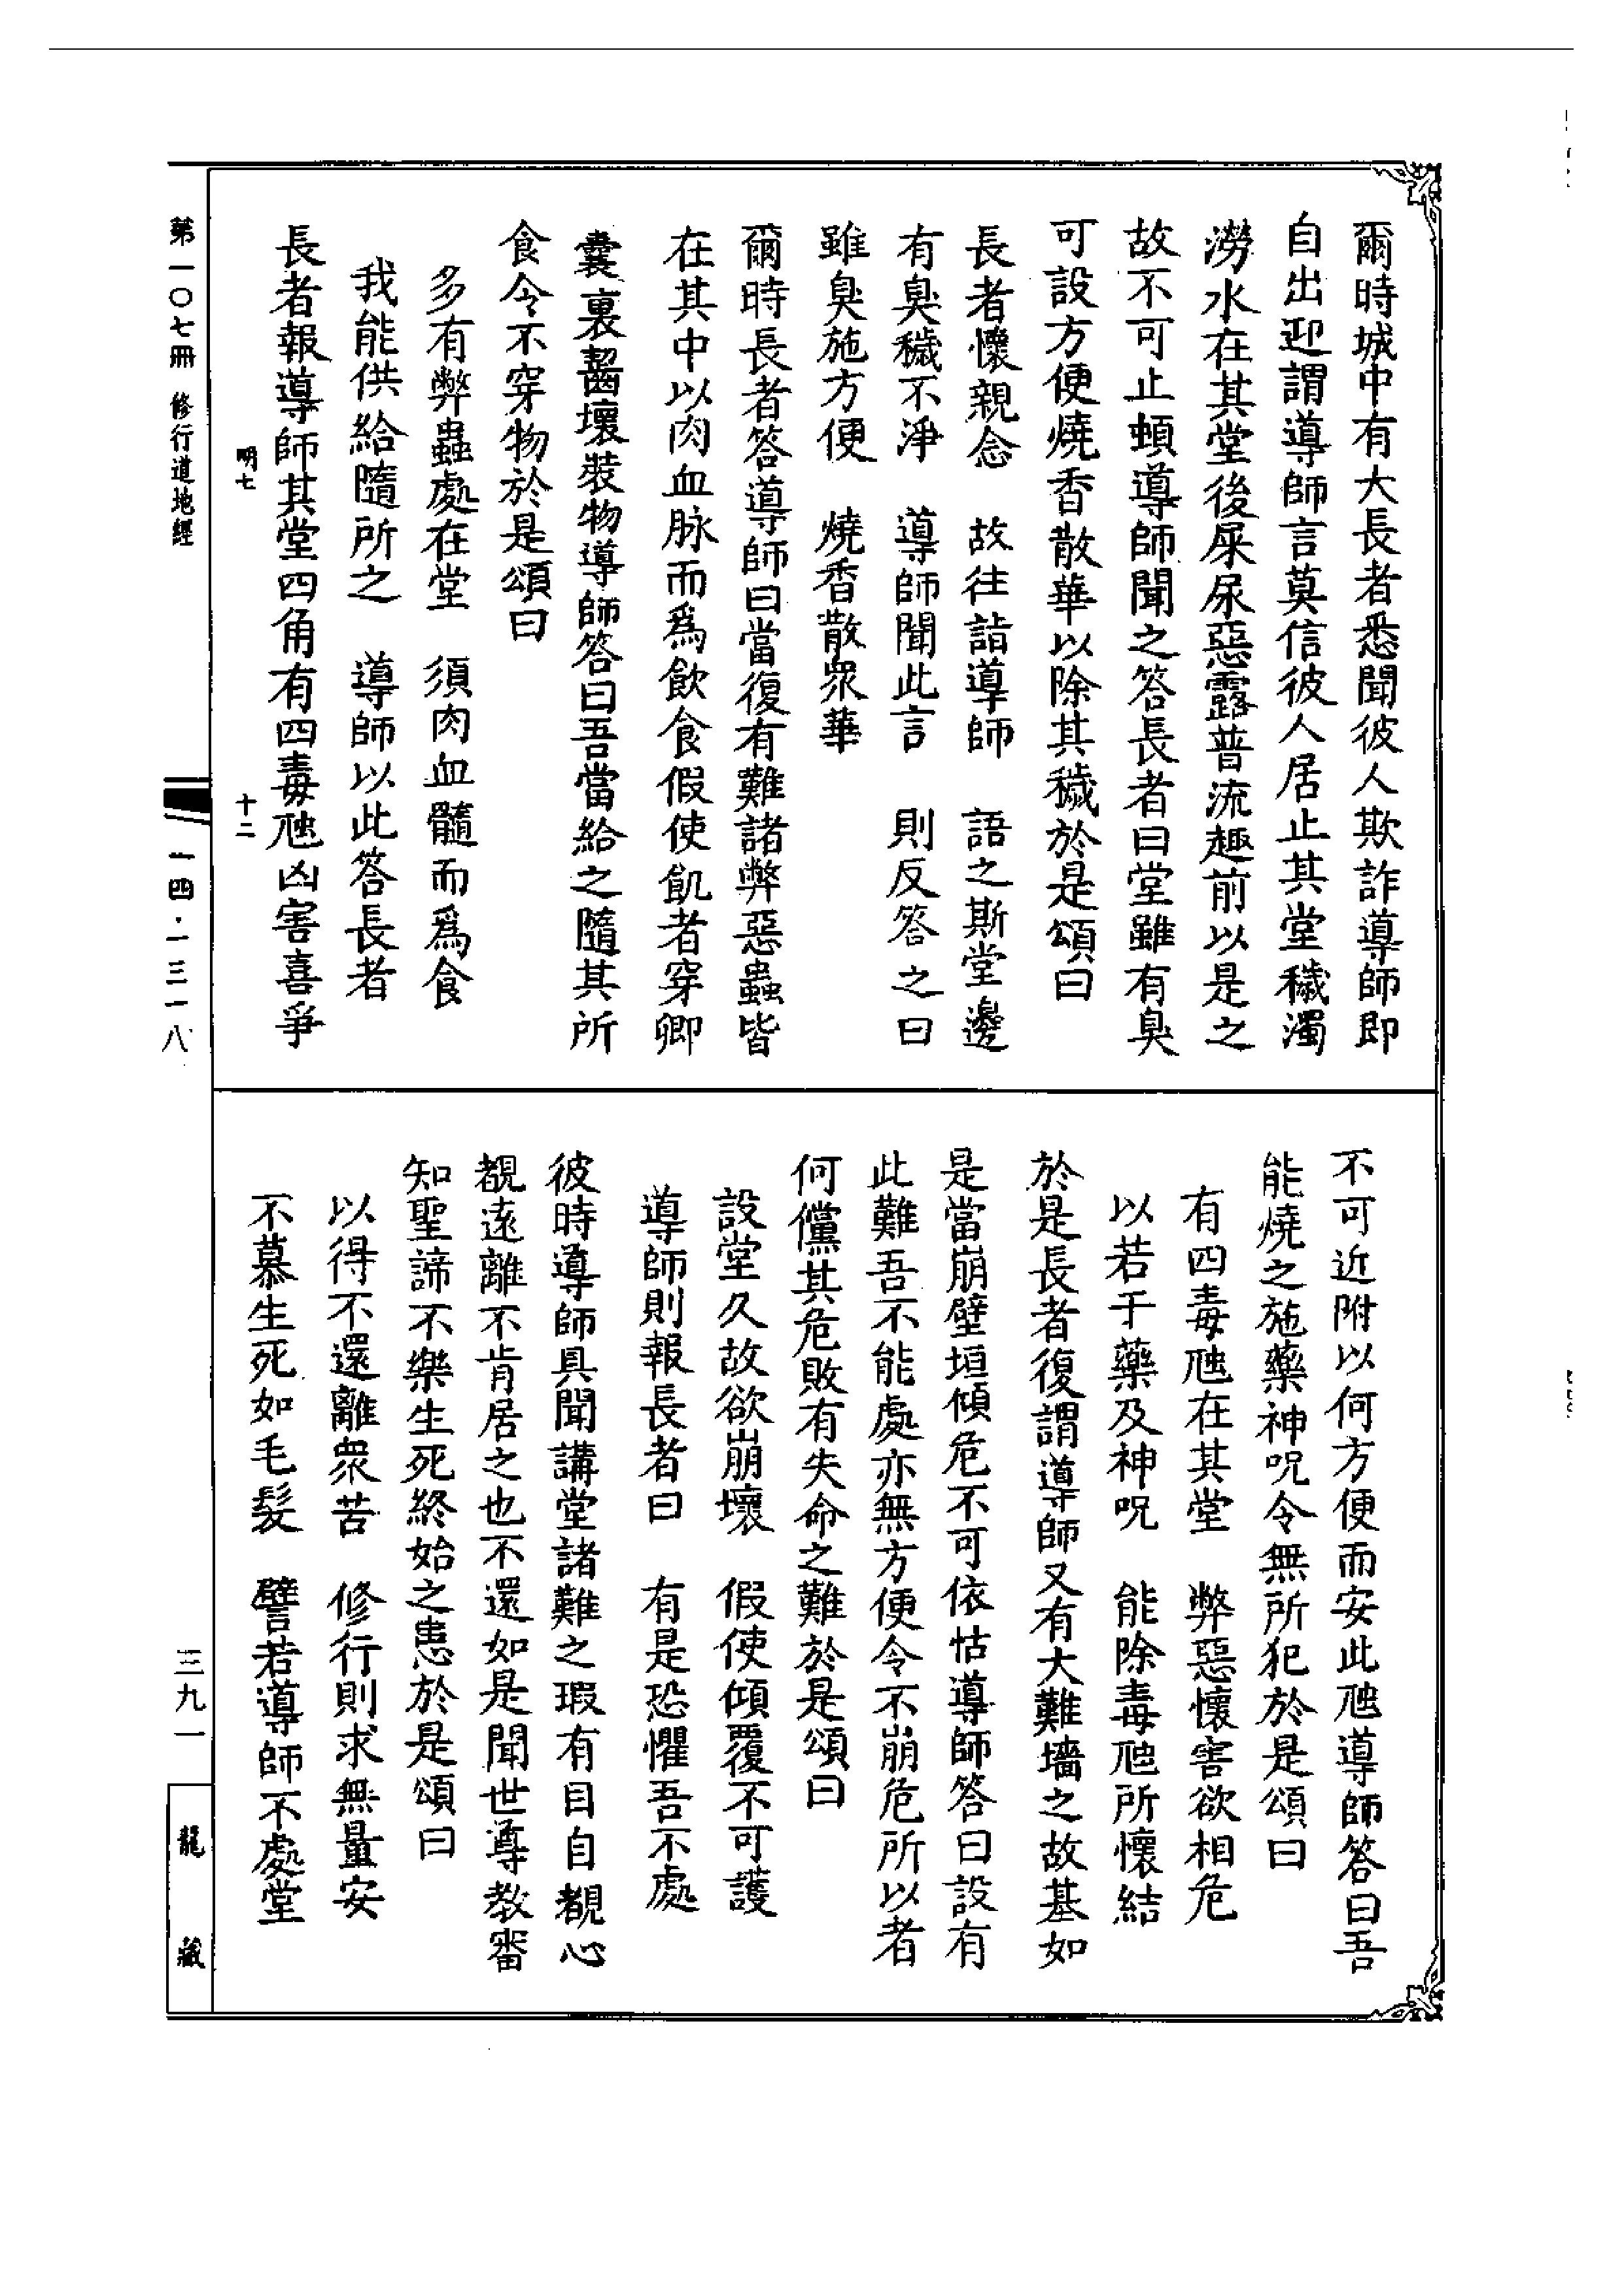 爾時城中有大長者悉聞彼人欺詐導師即
自出迎謂導師言莫信彼人居止其堂穢濁
澇水在其堂後屎尿惡露普流趣前以是之
故不可止頓導師聞之答長者曰堂雖有臭
可設方便燒香散華以除其穢於是頌曰
長者懷親念　故往詣導師　語之斯堂邊
有臭穢不淨　導師聞此言　則反答之曰
雖臭施方便　燒香散眾華
爾時長者答導師曰當復有難諸弊惡蟲皆
在其中以肉血脉而為飲食假使飢者穿卿
囊裏齧壞裝物導師答曰吾當給之隨其所
食令不穿物於是頌曰
多有弊蟲處在堂　須肉血髓而為食
我能供給隨所之　導師以此答長者
長者報導師其堂四角有四毒虺凶害喜爭
不可近附以何方便而安此虺導師答曰吾
能燒之施藥神呪令無所犯於是頌曰
有四毒虺在其堂　弊惡懷害欲相危
以若干藥及神呪　能除毒虺所懷結
於是長者復謂導師又有大難墻之故基如
是當崩壁垣傾危不可依怙導師答曰設有
此難吾不能處亦無方便令不崩危所以者
何儻其危敗有失命之難於是頌曰
設堂久故欲崩壞　假使傾覆不可護
導師則報長者曰　有是恐懼吾不處
彼時導師具聞講堂諸難之瑕有目自覩心
覩遠離不肯居之也不還如是聞世尊教審
知聖諦不樂生死終始之患於是頌曰
以得不還離眾苦　修行則求無量安
不慕生死如毛髮　譬若導師不處堂
第一〇七冊　修行道地經
明七　十二
一四·一三一八
三九一
龍藏